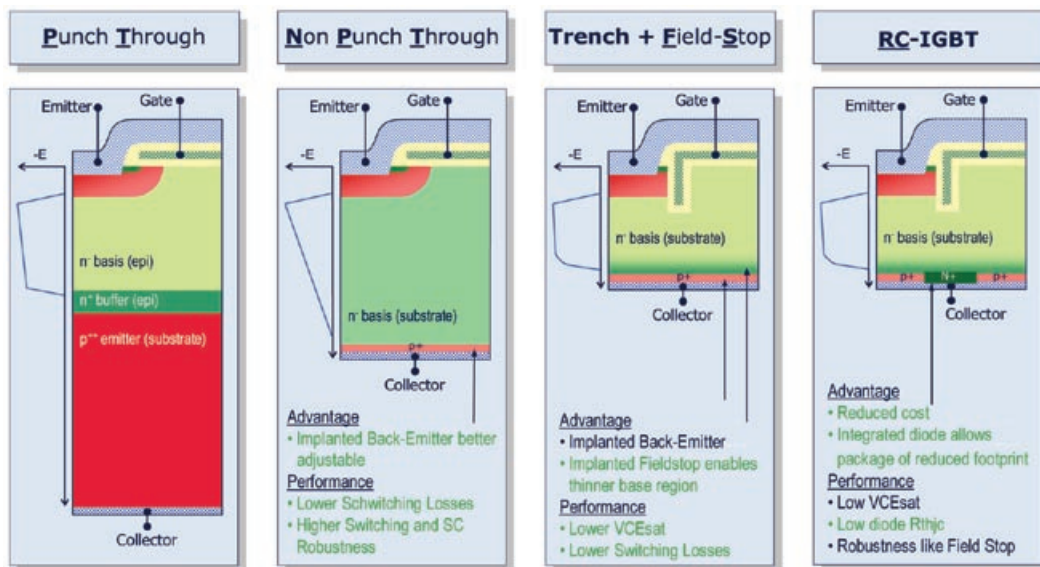 Punch Through
Emitter
Gate
-E
n⁻ basis (epi)
n⁺ buffer (epi)
p⁺⁺ emitter (substrate)
Collector
Non Punch Through
Emitter
Gate
-E
n⁻ basis (substrate)
p+
Collector
Advantage
• Implanted Back-Emitter better
adjustable
Performance
• Lower Schwitching Losses
• Higher Switching and SC
Robustness
Trench + Field-Stop
Emitter
Gate
-E
n⁻ basis (substrate)
p+
Collector
Advantage
• Implanted Back-Emitter
• Implanted Fieldstop enables
thinner base region
Performance
• Lower VCEsat
• Lower Switching Losses
RC-IGBT
Emitter
Gate
-E
n⁻ basis (substrate)
p+ N+ p+
Collector
Advantage
• Reduced cost
• Integrated diode allows
package of reduced footprint
Performance
• Low VCEsat
• Low diode Rthjc
• Robustness like Field Stop